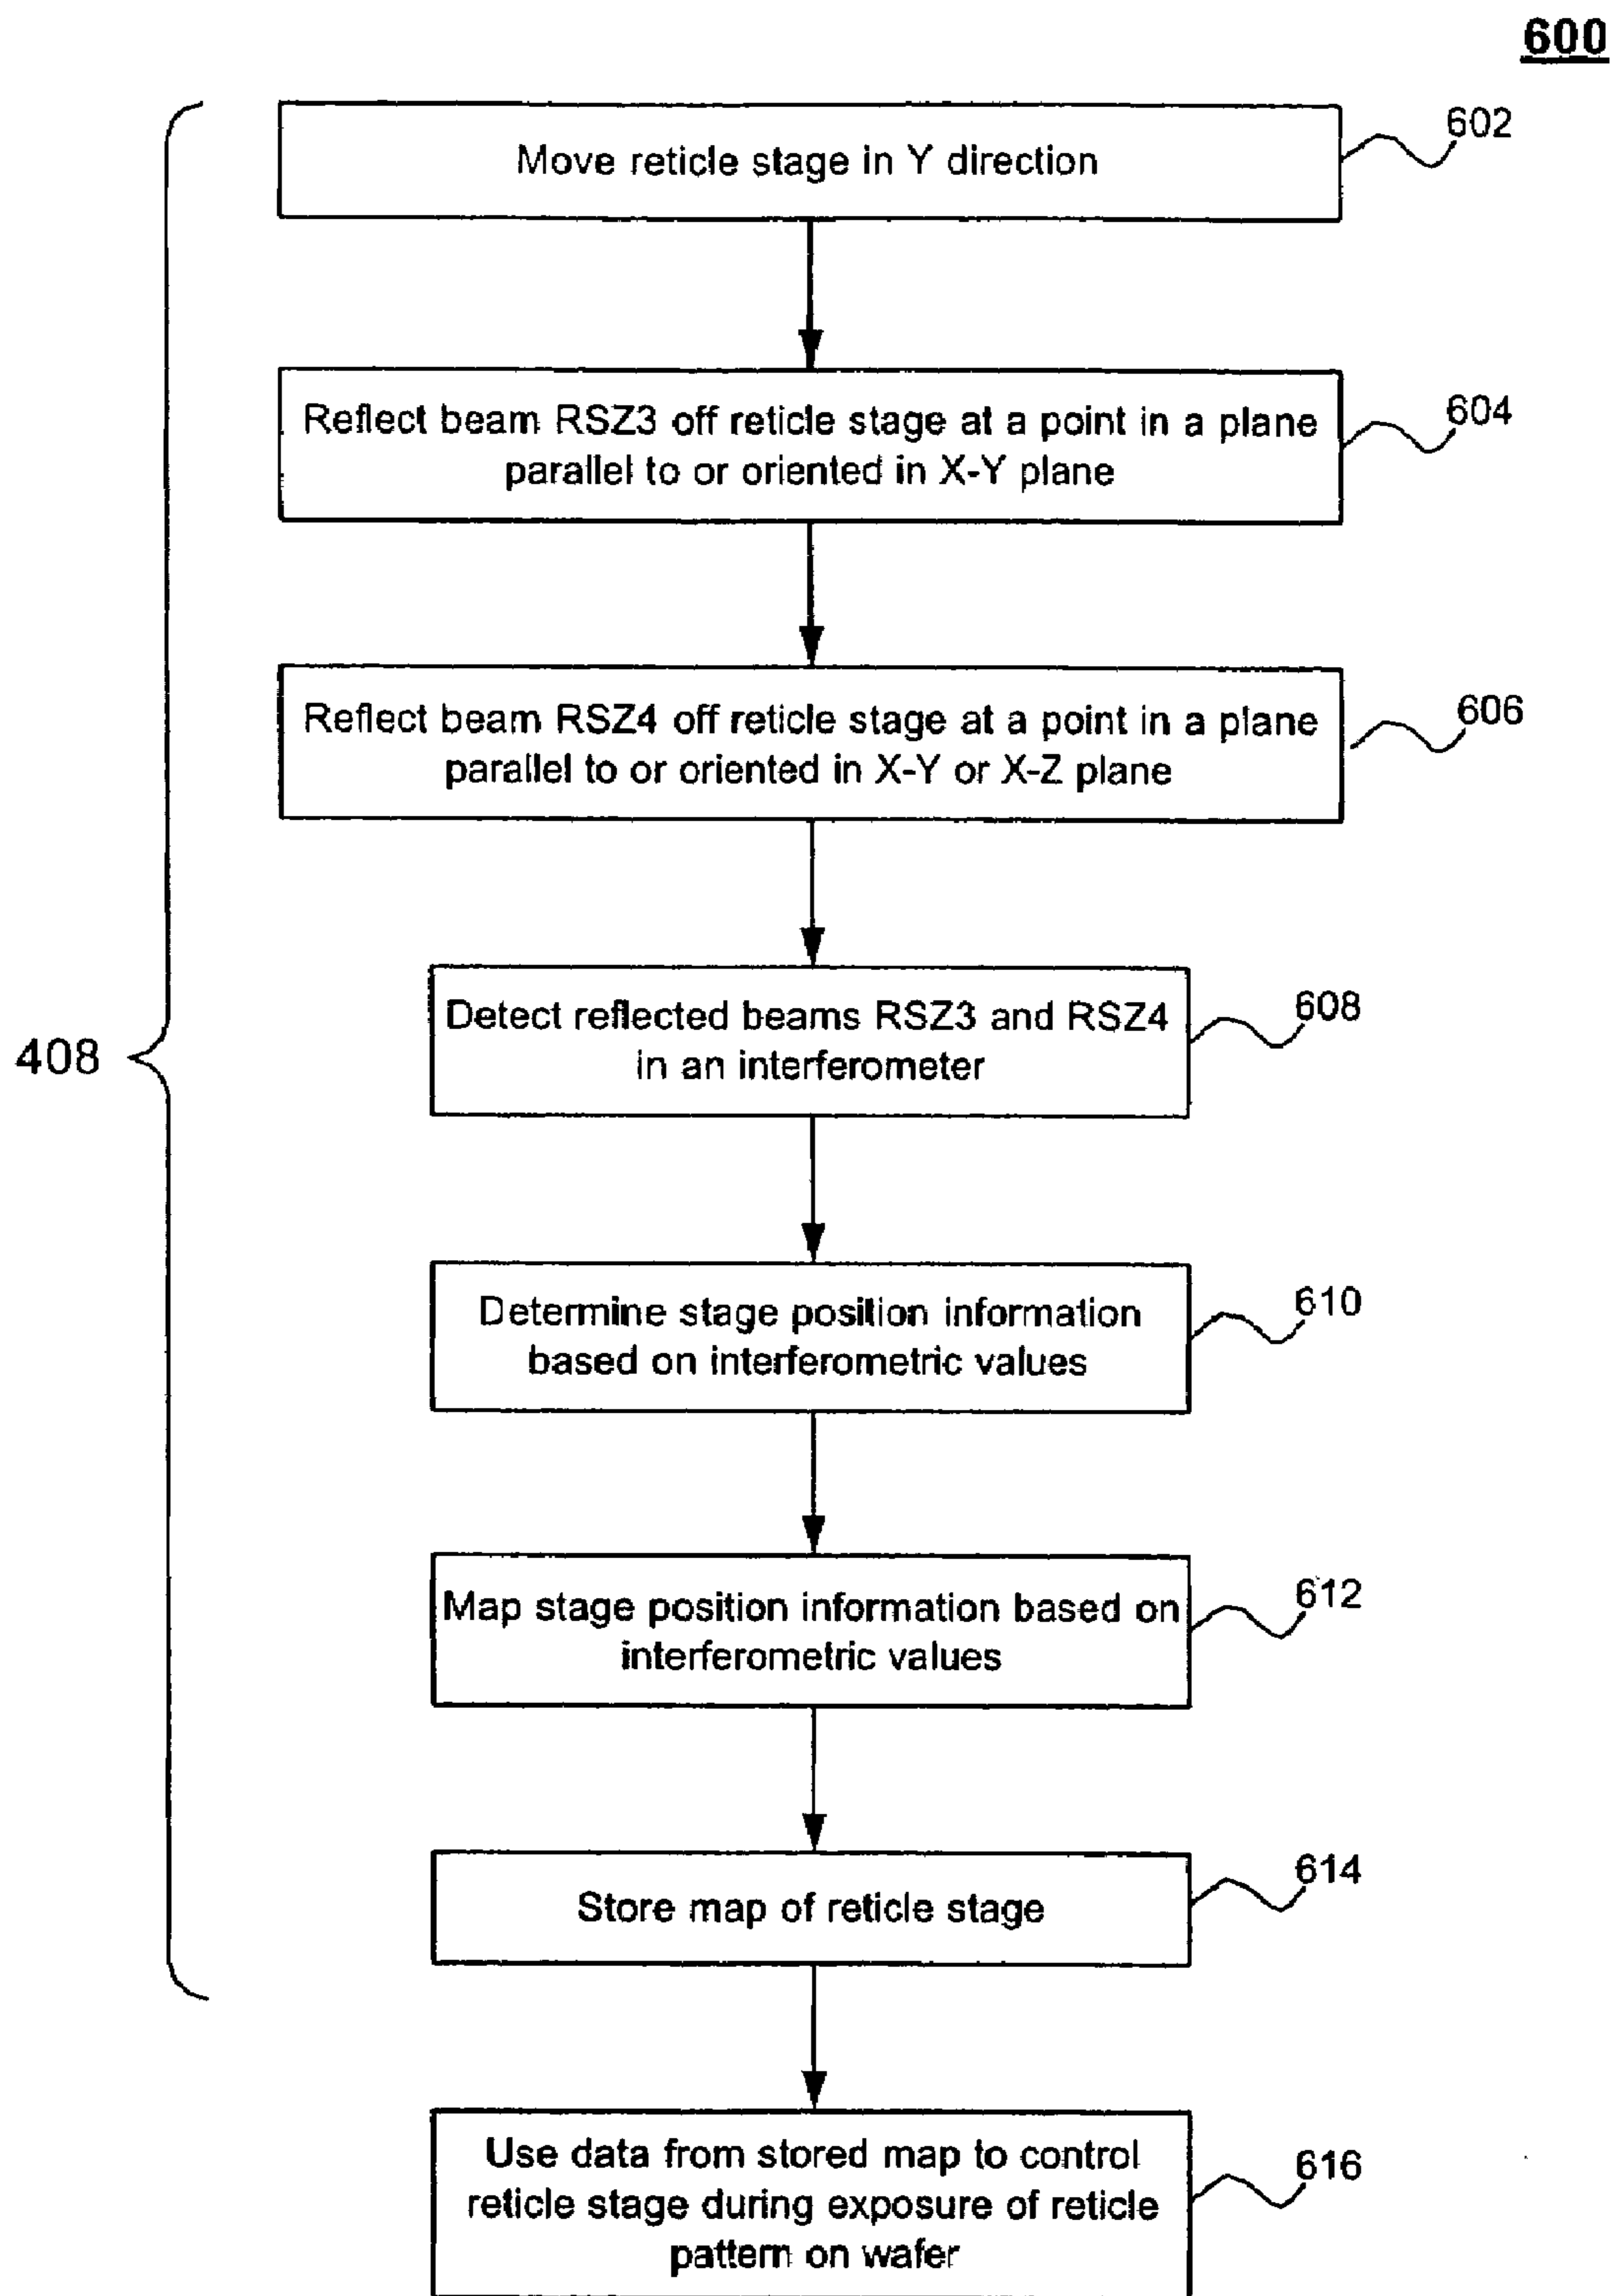 600
Move reticle stage in Y direction
602
Reflect beam RSZ3 off reticle stage at a point in a plane
parallel to or oriented in X-Y plane
604
Reflect beam RSZ4 off reticle stage at a point in a plane
parallel to or oriented in X-Y or X-Z plane
606
Detect reflected beams RSZ3 and RSZ4
in an interferometer
608
408
Determine stage position information
based on interferometric values
610
Map stage position information based on
interferometric values
612
Store map of reticle stage
614
Use data from stored map to control
reticle stage during exposure of reticle
pattern on wafer
616